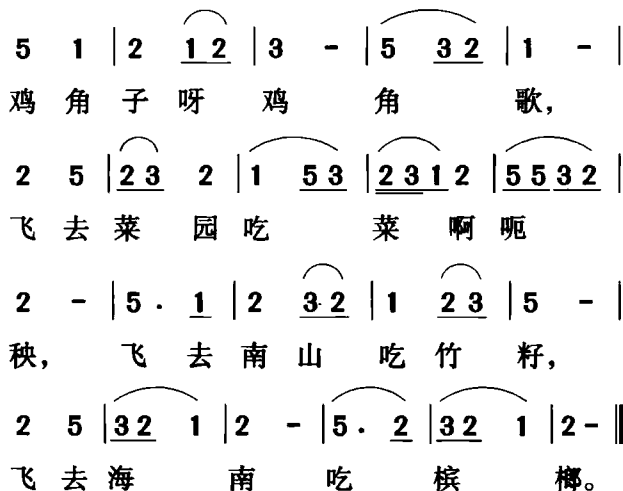 5 1 | 2 1 2 | 3 - | 5 3 2 | 1 - |
鸡 角 子 呀 鸡 角 歌,
2 5 | 2 3 2 | 1 5 3 | 2 3 1 2 | 5 5 3 2 |
飞 去 菜 园 吃 菜 啊 呃
2 - | 5 . 1 | 2 3 2 | 1 2 3 | 5 - |
秧, 飞 去 南 山 吃 竹 籽,
2 5 | 3 2 1 | 2 - | 5 . 2 | 3 2 1 | 2 - ‖
飞 去 海 南 吃 槟 榔。